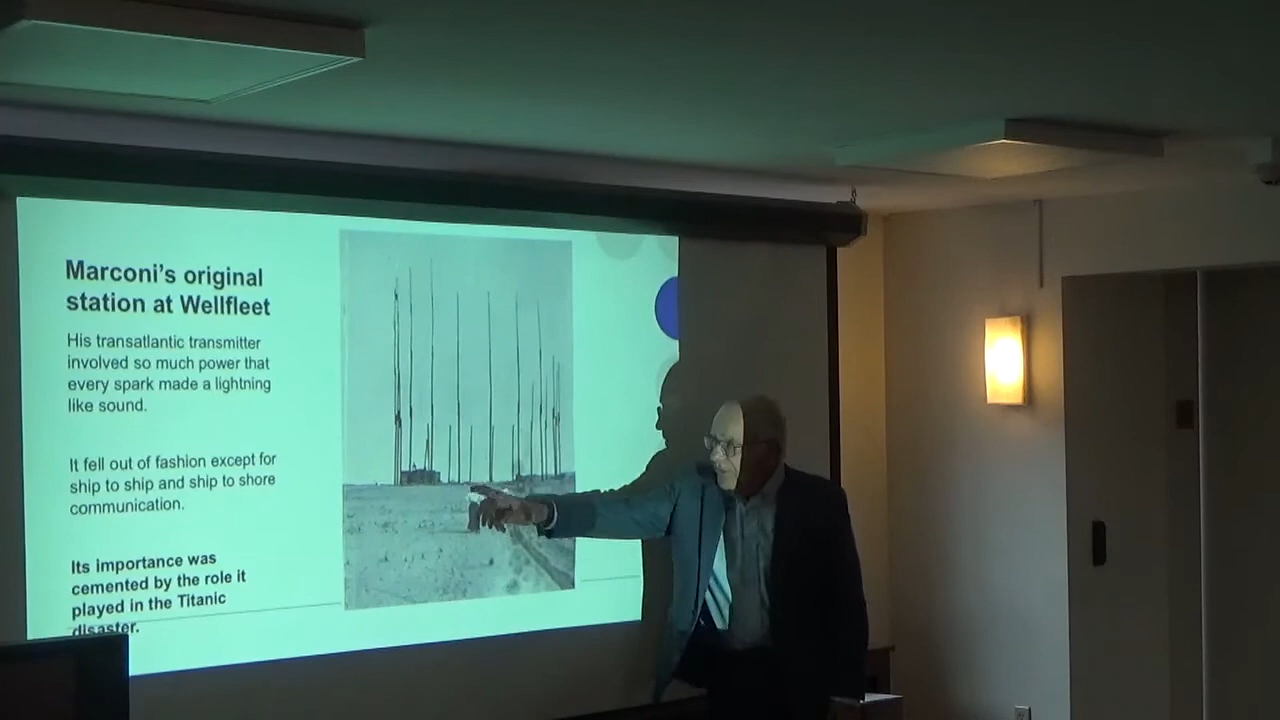 Marconi’s original
station at Wellfleet
His transatlantic transmitter
involved so much power that
every spark made a lightning
like sound.
It fell out of fashion except for
ship to ship and ship to shore
communication.
Its importance was
cemented by the role it
played in the Titanic
disaster.